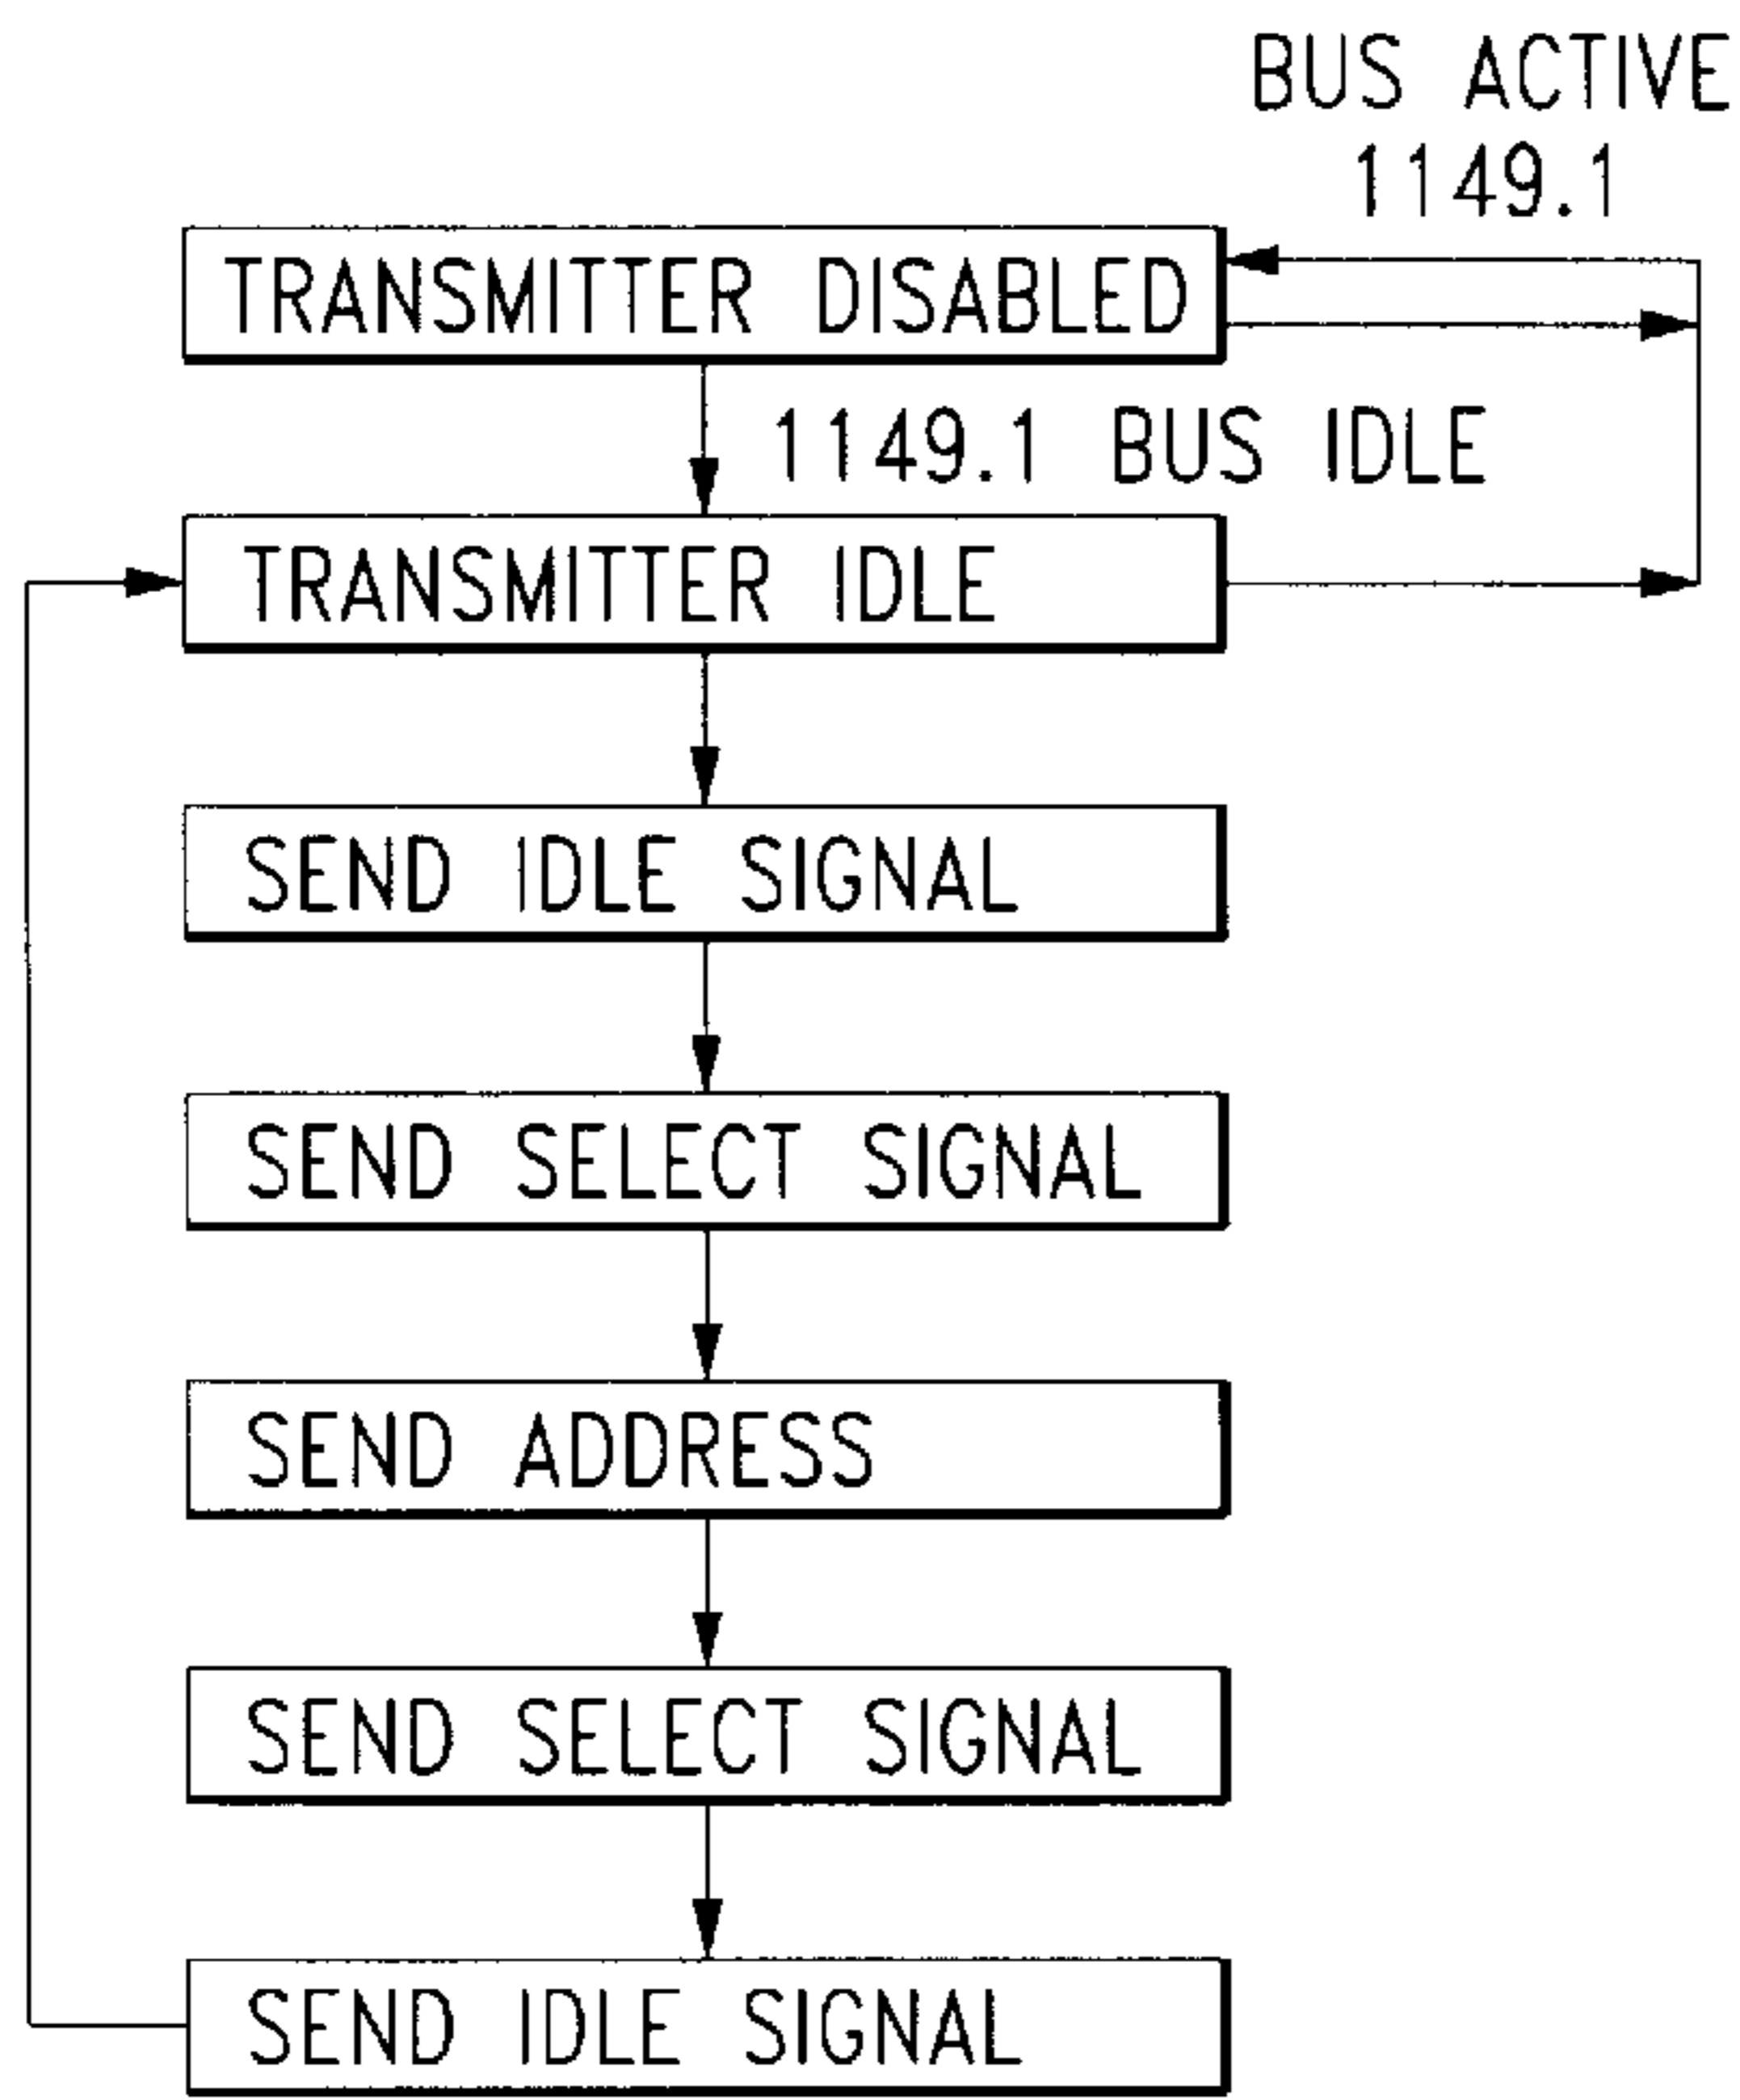 BUS ACTIVE
1149.1
TRANSMITTER DISABLED
1149.1 BUS IDLE
TRANSMITTER IDLE
SEND IDLE SIGNAL
SEND SELECT SIGNAL
SEND ADDRESS
SEND SELECT SIGNAL
SEND IDLE SIGNAL